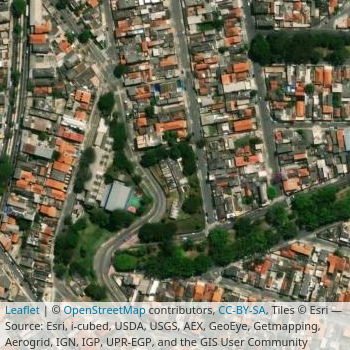 Leaflet | © OpenStreetMap contributors, CC-BY-SA, Tiles © Esri —
Source: Esri, i-cubed, USDA, USGS, AEX, GeoEye, Getmapping,
Aerogrid, IGN, IGP, UPR-EGP, and the GIS User Community